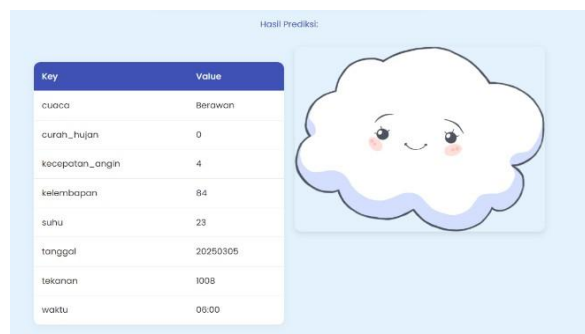 Hasil Prediksi:
Key Value
cuaca Berawan
curah_hujan 0
kecepatan_angin 4
kelembapan 84
suhu 23
tanggal 20250305
tekanan 1008
waktu 06:00